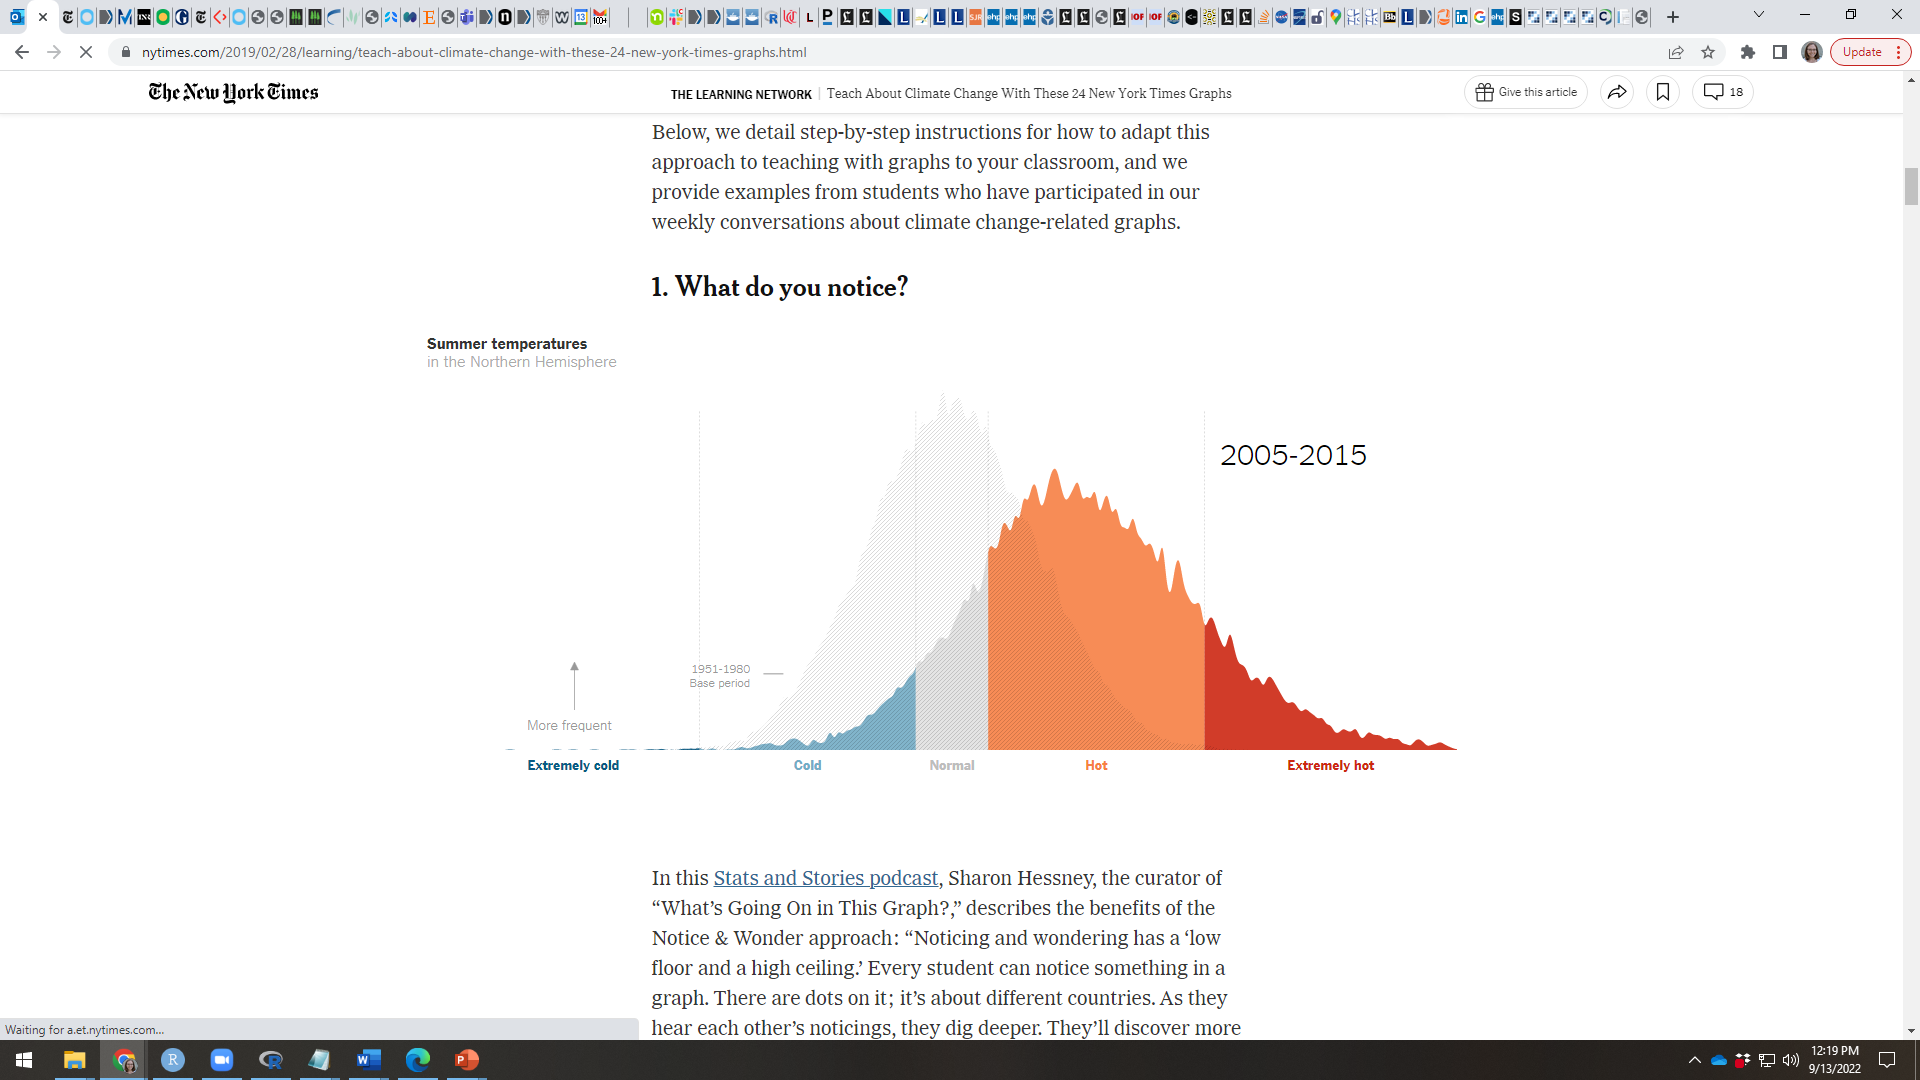 nytimes.com/2019/02/28/learning/teach-about-climate-change-with-these-24-new-york-times-graphs.html
Update
The New York Times
THE LEARNING NETWORK | Teach About Climate Change With These 24 New York Times Graphs
Give this article
18
Below, we detail step-by-step instructions for how to adapt this
approach to teaching with graphs to your classroom, and we
provide examples from students who have participated in our
weekly conversations about climate change-related graphs.
1. What do you notice?
Summer temperatures
in the Northern Hemisphere
2005-2015
1951-1980
Base period
More frequent
Extremely cold
Cold
Normal
Hot
Extremely hot
In this Stats and Stories podcast, Sharon Hessney, the curator of
“What’s Going On in This Graph?,” describes the benefits of the
Notice & Wonder approach: “Noticing and wondering has a ‘low
floor and a high ceiling.’ Every student can notice something in a
graph. There are dots on it; it’s about different countries. As they
hear each other’s noticings, they dig deeper. They’ll discover more
Waiting for a.et.nytimes.com...
12:19 PM
9/13/2022